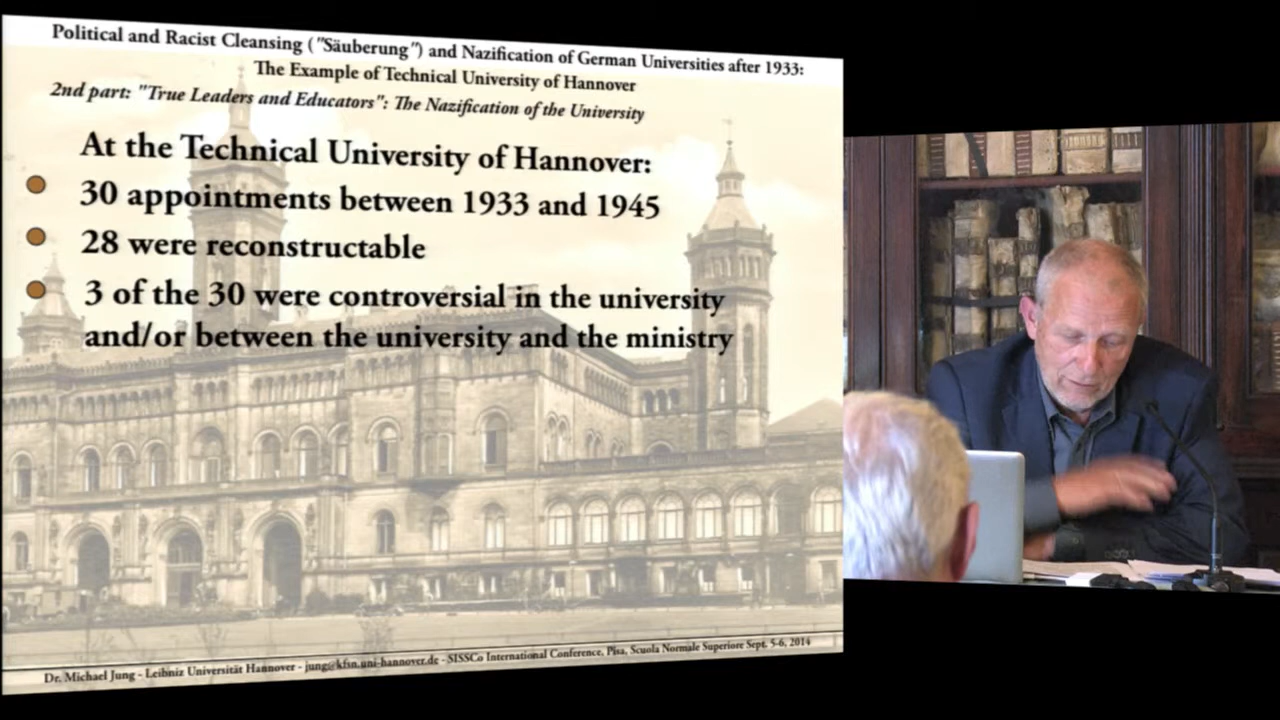 Political and Racist Cleansing ("Säuberung") and Nazification of German Universities after 1933:
The Example of Technical University of Hannover
2nd part: "True Leaders and Educators": The Nazification of the University
At the Technical University of Hannover:
30 appointments between 1933 and 1945
28 were reconstructable
3 of the 30 were controversial in the university
and/or between the university and the ministry
Dr. Michael Jung - Leibniz Universität Hannover - jung@kfsn.uni-hannover.de - SISSCo International Conference, Pisa, Scuola Normale Superiore Sept. 5-6, 2014